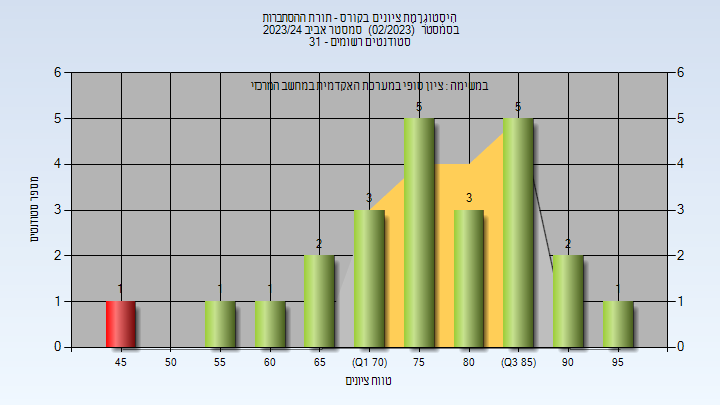 היסטוגרמת ציונים בקורס - תורת ההסתברות
בסמסטר (02/2023) סמסטר אביב 2023/24
סטודנטים רשומים - 31
במשימה : ציון סופי במערכת האקדמית במחשב המרכזי
מספר סטודנטים
6 6
5 5
4 4
3 3
2 2
1 1
0 0
1 1 1 2 3 5 3 5 2 1
45 50 55 60 65 (Q1 70) 75 80 (Q3 85) 90 95
טווח ציונים